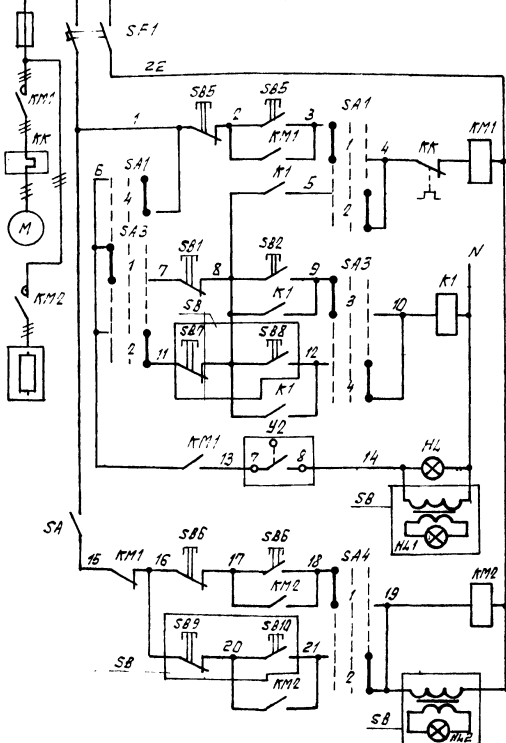 SF1
2E
KM1
1
SB5
2
SB5
3
SA1
KM1
KK
KM1
1
4
KK
6
SA1
K1
5
M
4
2
SA3
N
1
7
SB1
8
SB2
9
SA3
K1
KM2
SB
K1
3
10
SB7
SB8
2
11
12
4
K1
У2
KM1
13
7
8
14
HL
SB
HL1
SA
15
KM1
16
SB6
17
SB6
18
SA4
KM2
KM2
1
19
SB9
SB10
20
21
SB
KM2
2
SB
HL2